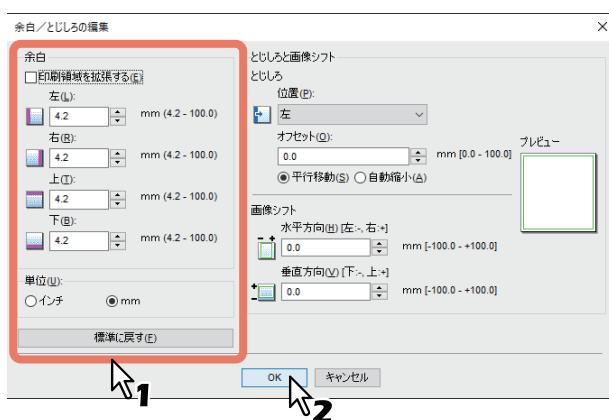 余白／とじしろの編集
余白
印刷領域を拡張する(E)
左(L):
4.2 mm (4.2 - 100.0)
右(R):
4.2 mm (4.2 - 100.0)
上(T):
4.2 mm (4.2 - 100.0)
下(B):
4.2 mm (4.2 - 100.0)
単位(U):
インチ mm
標準に戻す(F)
とじしろと画像シフト
とじしろ
位置(P):
左
オフセット(O):
0.0 mm [0.0 - 100.0]
平行移動(S) 自動縮小(A)
画像シフト
水平方向(H) [左:-、右:+]
0.0 mm [-100.0 - +100.0]
垂直方向(V) [下:-、上:+]
0.0 mm [-100.0 - +100.0]
プレビュー
OK キャンセル
1
2